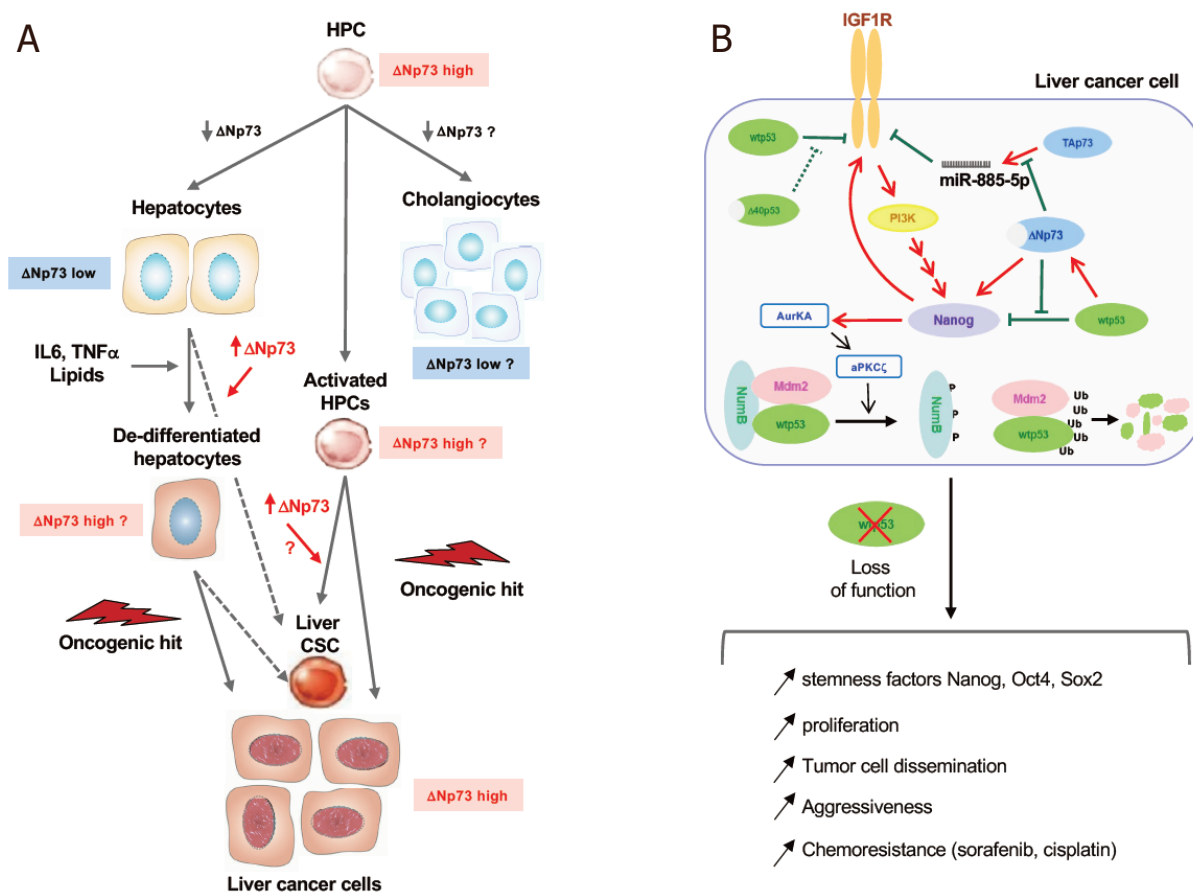 A
HPC
ΔNp73 high
ΔNp73
ΔNp73 ?
Hepatocytes
Cholangiocytes
ΔNp73 low
IL6, TNFα
Lipids
ΔNp73
ΔNp73 low ?
Activated
HPCs
De-differentiated
hepatocytes
ΔNp73 high ?
ΔNp73
?
ΔNp73 high ?
Oncogenic hit
Oncogenic hit
Liver
CSC
ΔNp73 high
Liver cancer cells
B
IGF1R
Liver cancer cell
wtp53
TAp73
miR-885-5p
Δ40p53
PI3K
ΔNp73
AurKA
Nanog
wtp53
aPKCζ
NumB
Mdm2
wtp53
NumB
P
P
P
Mdm2
wtp53
Ub
Ub
Ub
Ub
Ub
wtp53
Loss
of function
stemness factors Nanog, Oct4, Sox2
proliferation
Tumor cell dissemination
Aggressiveness
Chemoresistance (sorafenib, cisplatin)